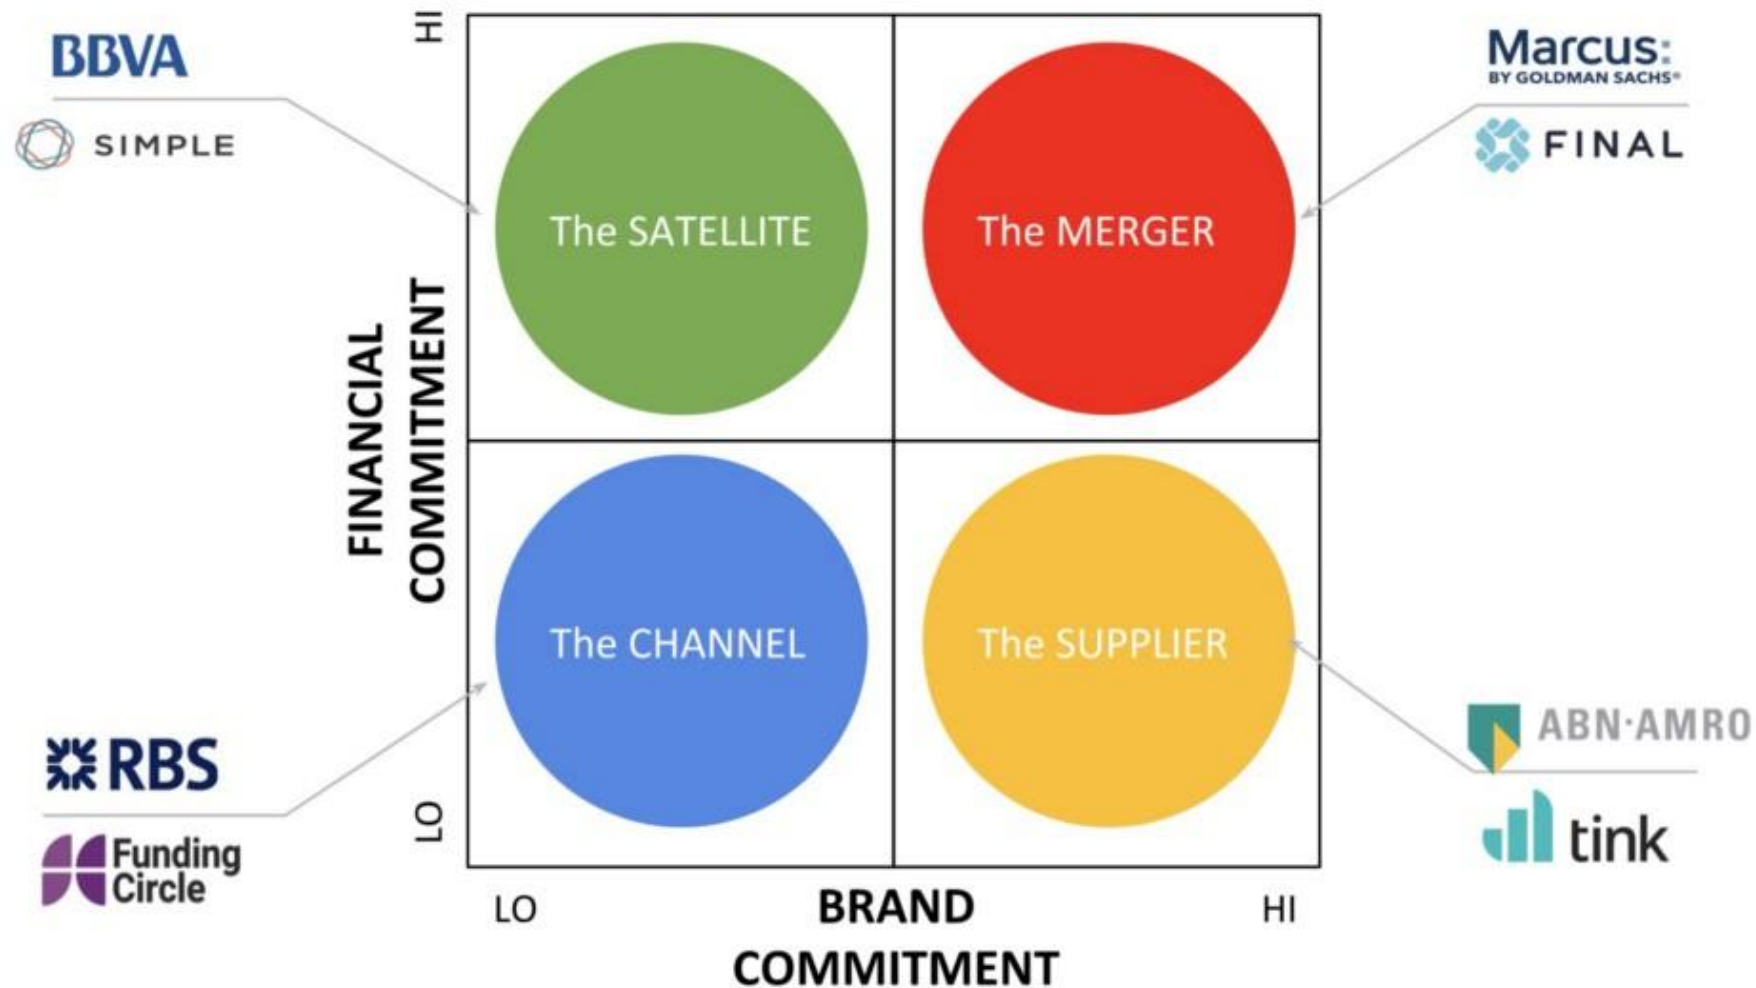 HI
BBVA
SIMPLE
Marcus:
BY GOLDMAN SACHS®
FINAL
The SATELLITE
The MERGER
FINANCIAL
COMMITMENT
The CHANNEL
The SUPPLIER
RBS
Funding
Circle
ABN·AMRO
tink
LO
LO
BRAND
HI
COMMITMENT